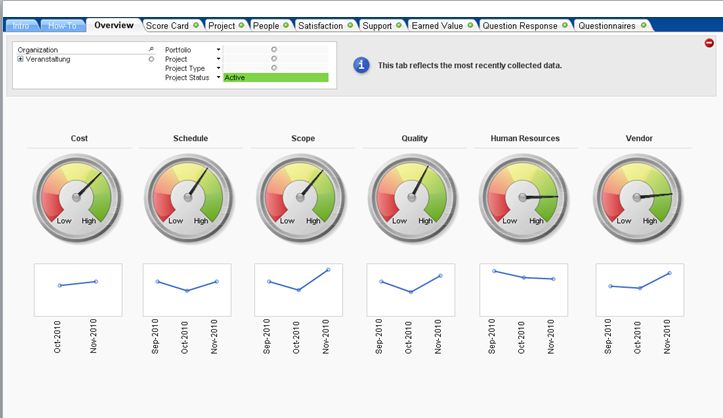 Intro How-To Overview Score Card Project People Satisfaction Support Earned Value Question Response Questionnaires
Organization
Veranstaltung
Portfolio
Project
Project Type
Project Status Active
This tab reflects the most recently collected data.
Cost Schedule Scope Quality Human Resources Vendor
Low High Low High Low High Low High Low High Low High
Oct-2010 Nov-2010 Sep-2010 Oct-2010 Nov-2010 Sep-2010 Oct-2010 Nov-2010 Sep-2010 Oct-2010 Nov-2010 Sep-2010 Oct-2010 Nov-2010 Sep-2010 Oct-2010 Nov-2010